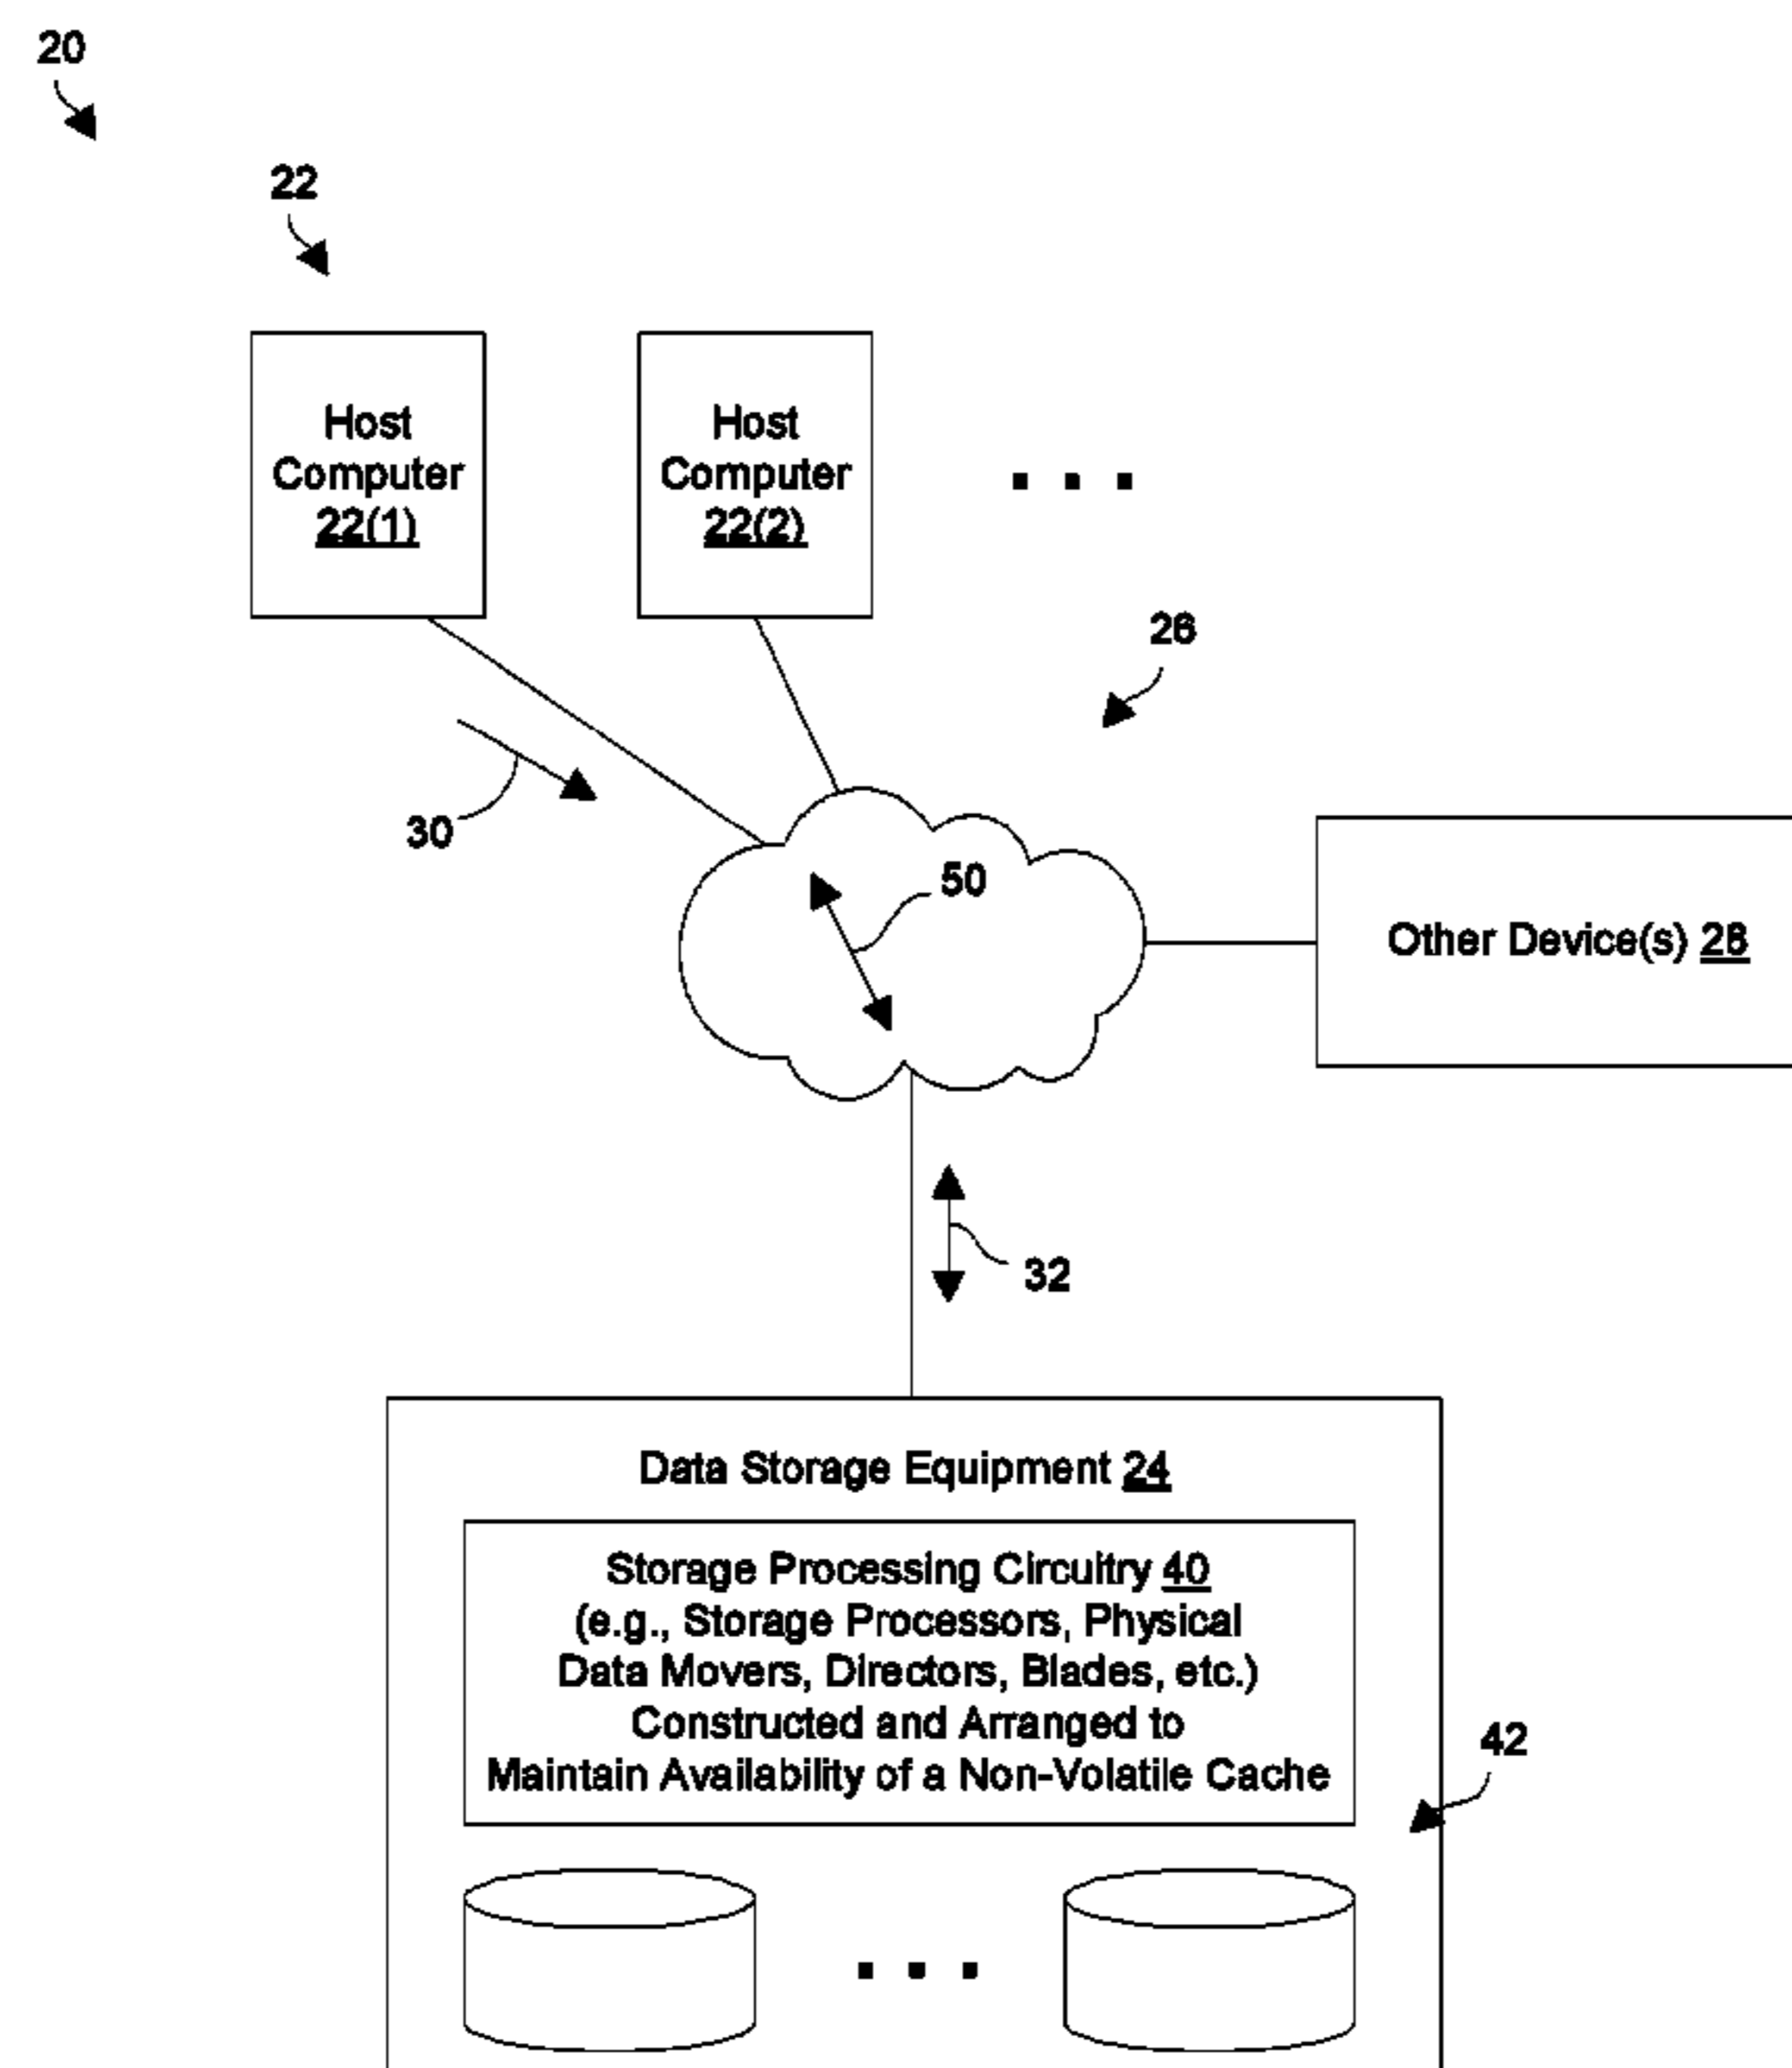 20
22
Host
Computer
22(1)
Host
Computer
22(2)
26
30
50
Other Device(s) 28
32
Data Storage Equipment 24
Storage Processing Circuitry 40
(e.g., Storage Processors, Physical
Data Movers, Directors, Blades, etc.)
Constructed and Arranged to
Maintain Availability of a Non-Volatile Cache
42